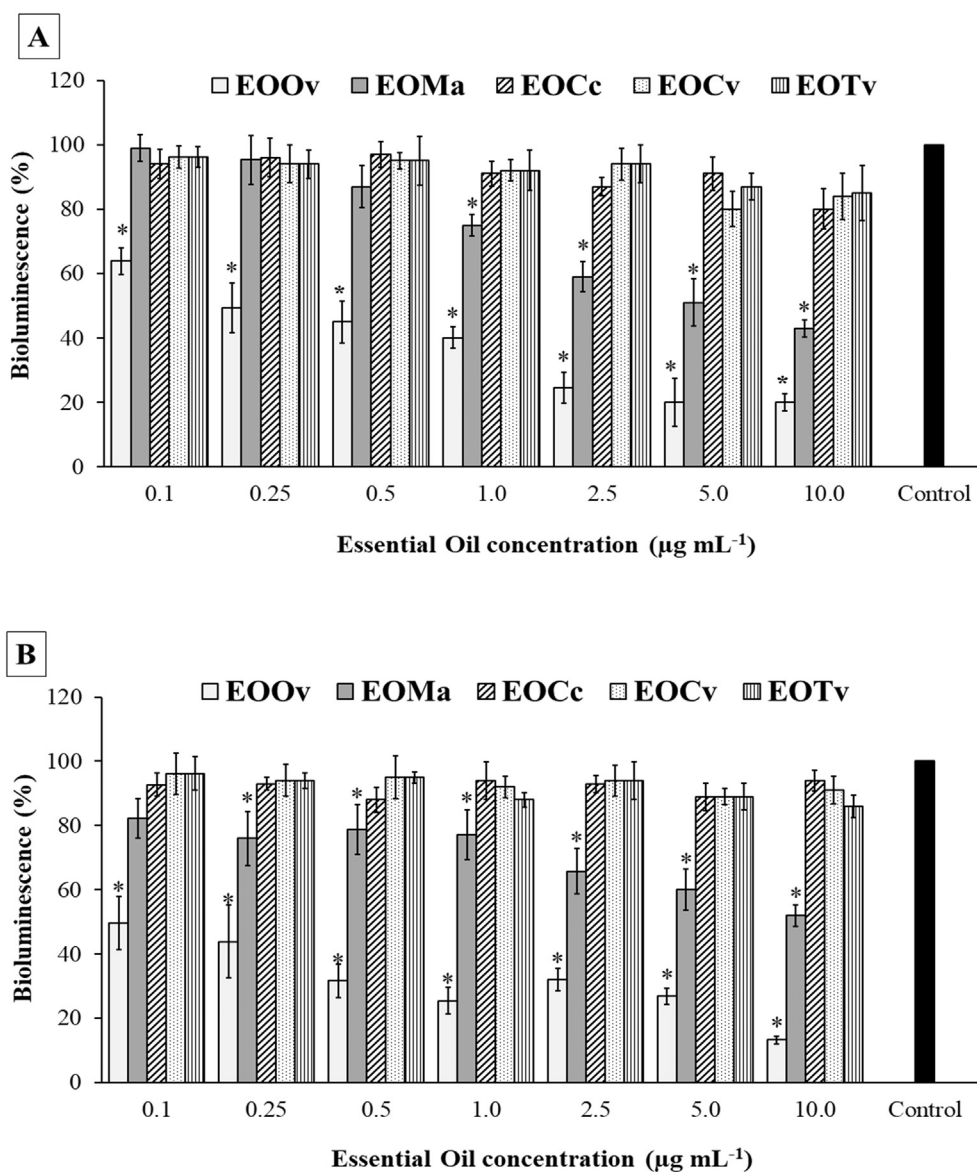 A
120
EOOv EOMa EOCc EOCv EOTv
100
80
60
40
20
0
Bioluminescence (%)
* * * * * * * * * * *
0.1 0.25 0.5 1.0 2.5 5.0 10.0 Control
Essential Oil concentration (µg mL⁻¹)
B
120
EOOv EOMa EOCc EOCv EOTv
100
80
60
40
20
0
Bioluminescence (%)
* * * * * * * * * * * * *
0.1 0.25 0.5 1.0 2.5 5.0 10.0 Control
Essential Oil concentration (µg mL⁻¹)